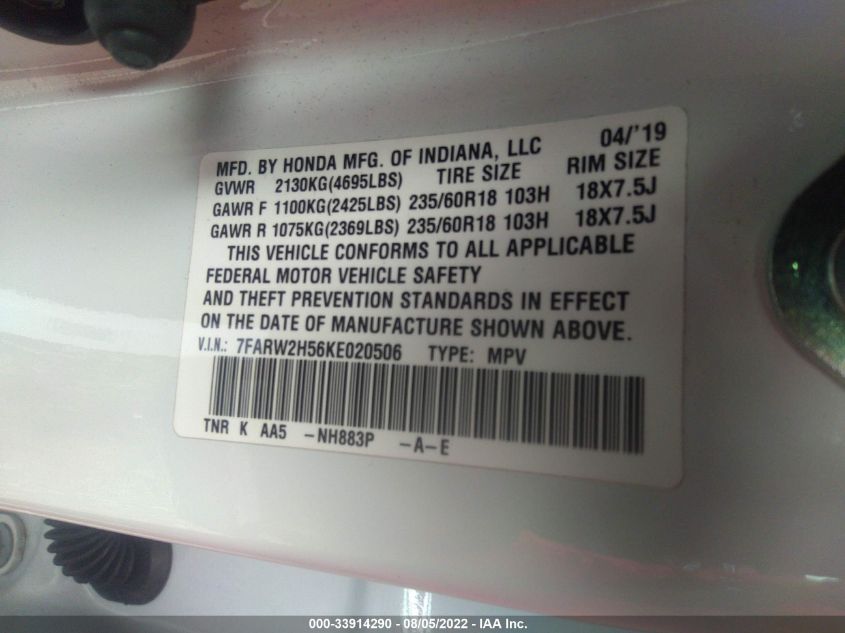 04/'19
MFD. BY HONDA MFG. OF INDIANA, LLC
GVWR 2130KG(4695LBS) TIRE SIZE RIM SIZE
GAWR F 1100KG(2425LBS) 235/60R18 103H 18X7.5J
GAWR R 1075KG(2369LBS) 235/60R18 103H 18X7.5J
THIS VEHICLE CONFORMS TO ALL APPLICABLE
FEDERAL MOTOR VEHICLE SAFETY
AND THEFT PREVENTION STANDARDS IN EFFECT
ON THE DATE OF MANUFACTURE SHOWN ABOVE.
V.I.N.: 7FARW2H56KE020506 TYPE: MPV
TNR K AA5 -NH883P -A-E
000-33914290 - 08/05/2022 - IAA Inc.